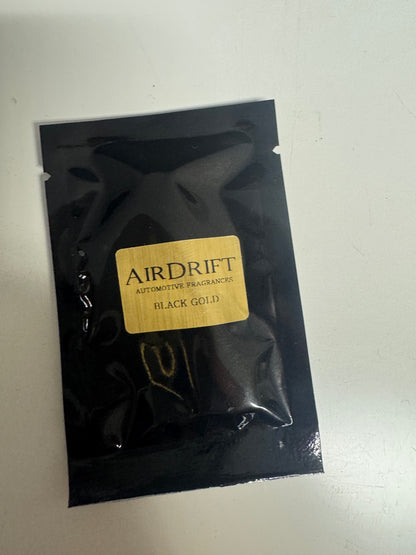 AIRDRIFT
AUTOMOTIVE FRAGRANCES
BLACK GOLD